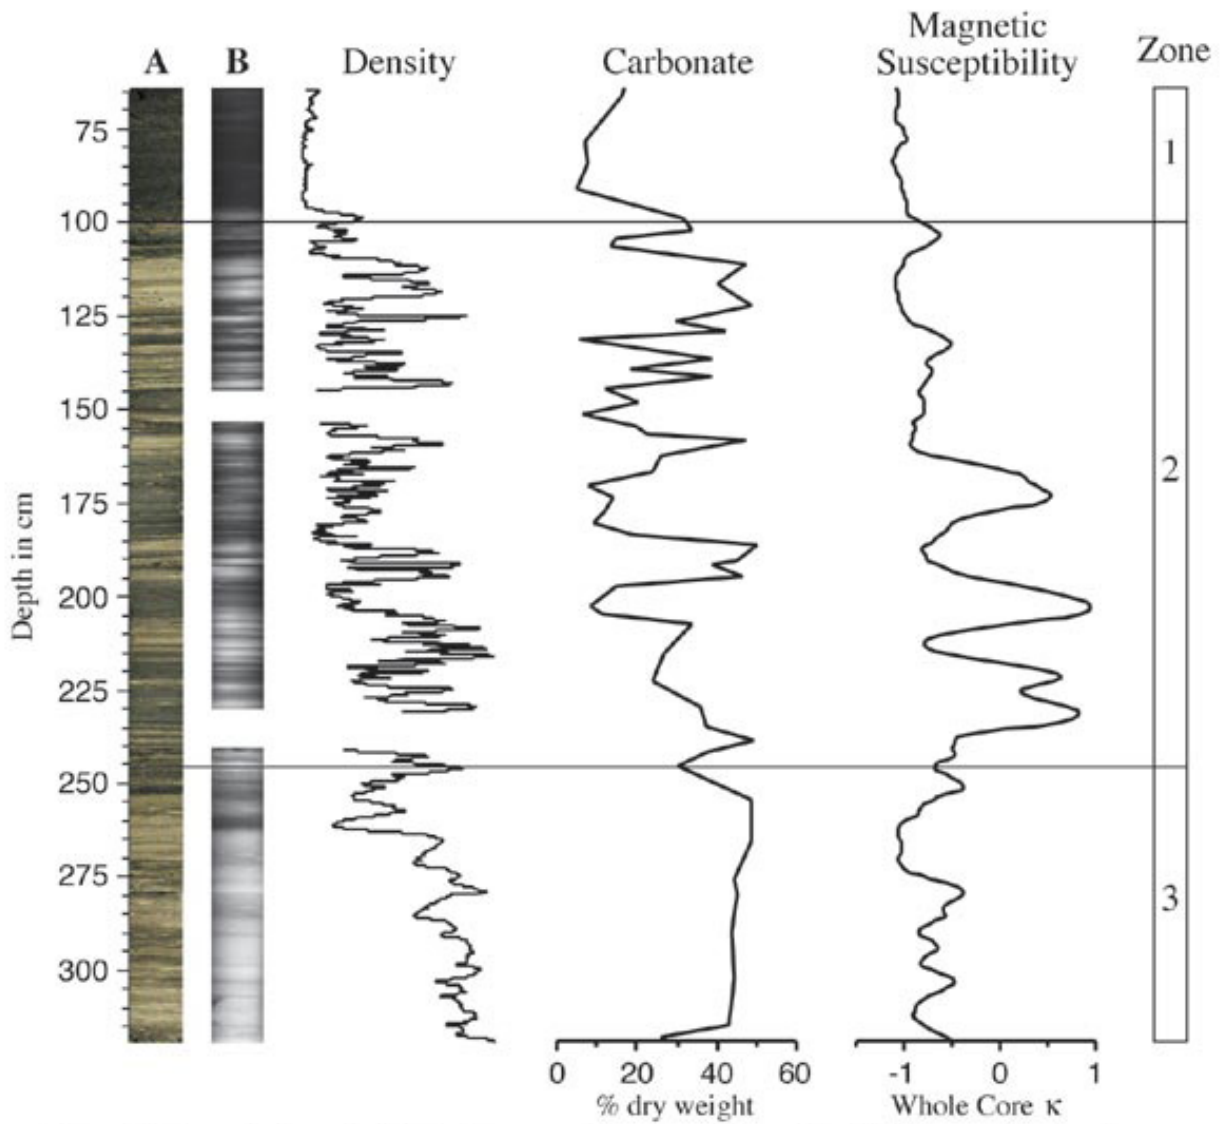 A
B
Density
Carbonate
Magnetic
Susceptibility
Zone
75
100
125
150
175
200
225
250
275
300
Depth in cm
1
2
3
0
20
40
60
% dry weight
-1
0
1
Whole Core κ